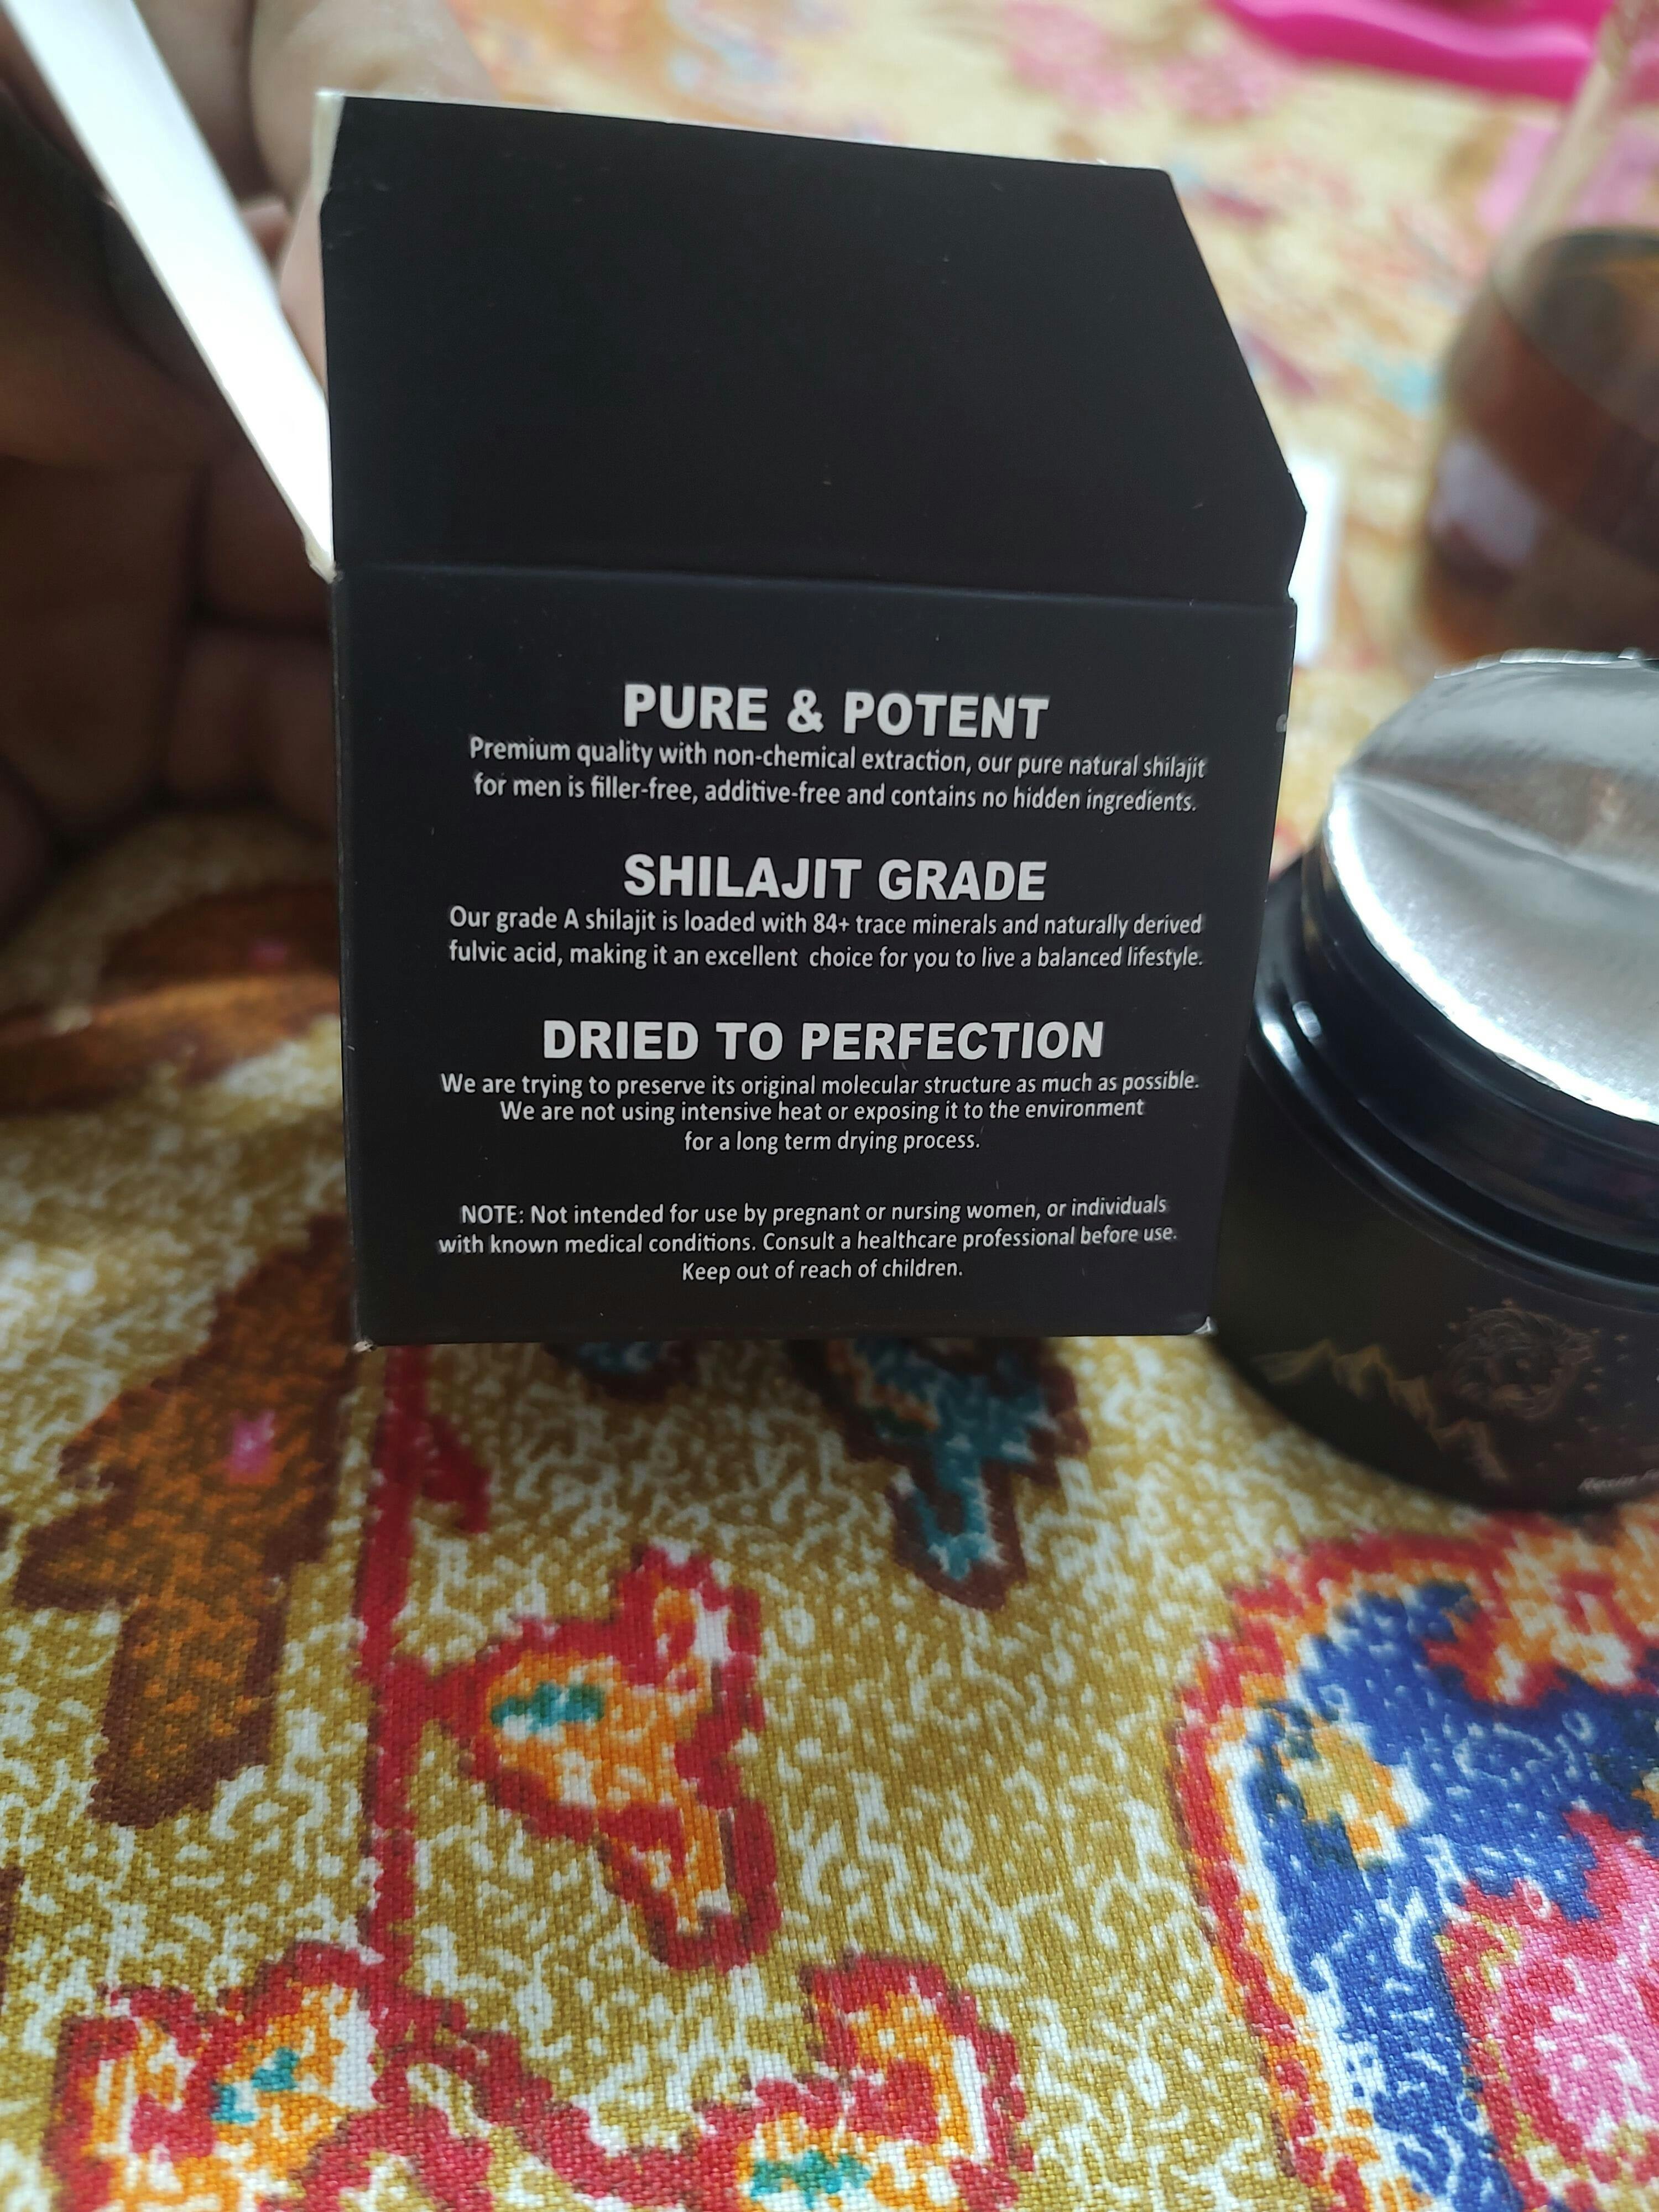 PURE & POTENT
Premium quality with non-chemical extraction, our pure natural shilajit
for men is filler-free, additive-free and contains no hidden ingredients.
SHILAJIT GRADE
Our grade A shilajit is loaded with 84+ trace minerals and naturally derived
fulvic acid, making it an excellent choice for you to live a balanced lifestyle.
DRIED TO PERFECTION
We are trying to preserve its original molecular structure as much as possible.
We are not using intensive heat or exposing it to the environment
for a long term drying process.
NOTE: Not intended for use by pregnant or nursing women, or individuals
with known medical conditions. Consult a healthcare professional before use.
Keep out of reach of children.